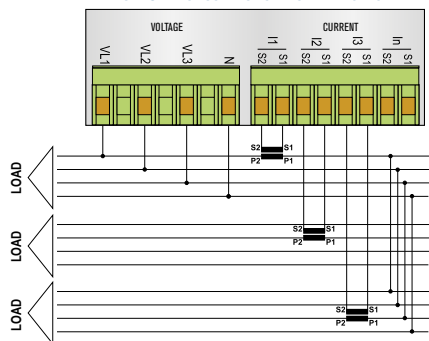 VOLTAGE CURRENT
I1 I2 I3 In
VL1 VL2 VL3 N S2 S1 S2 S1 S2 S1 S2 S1
S2 S1
P2 P1
LOAD
S2 S1
P2 P1
LOAD
S2 S1
P2 P1
LOAD